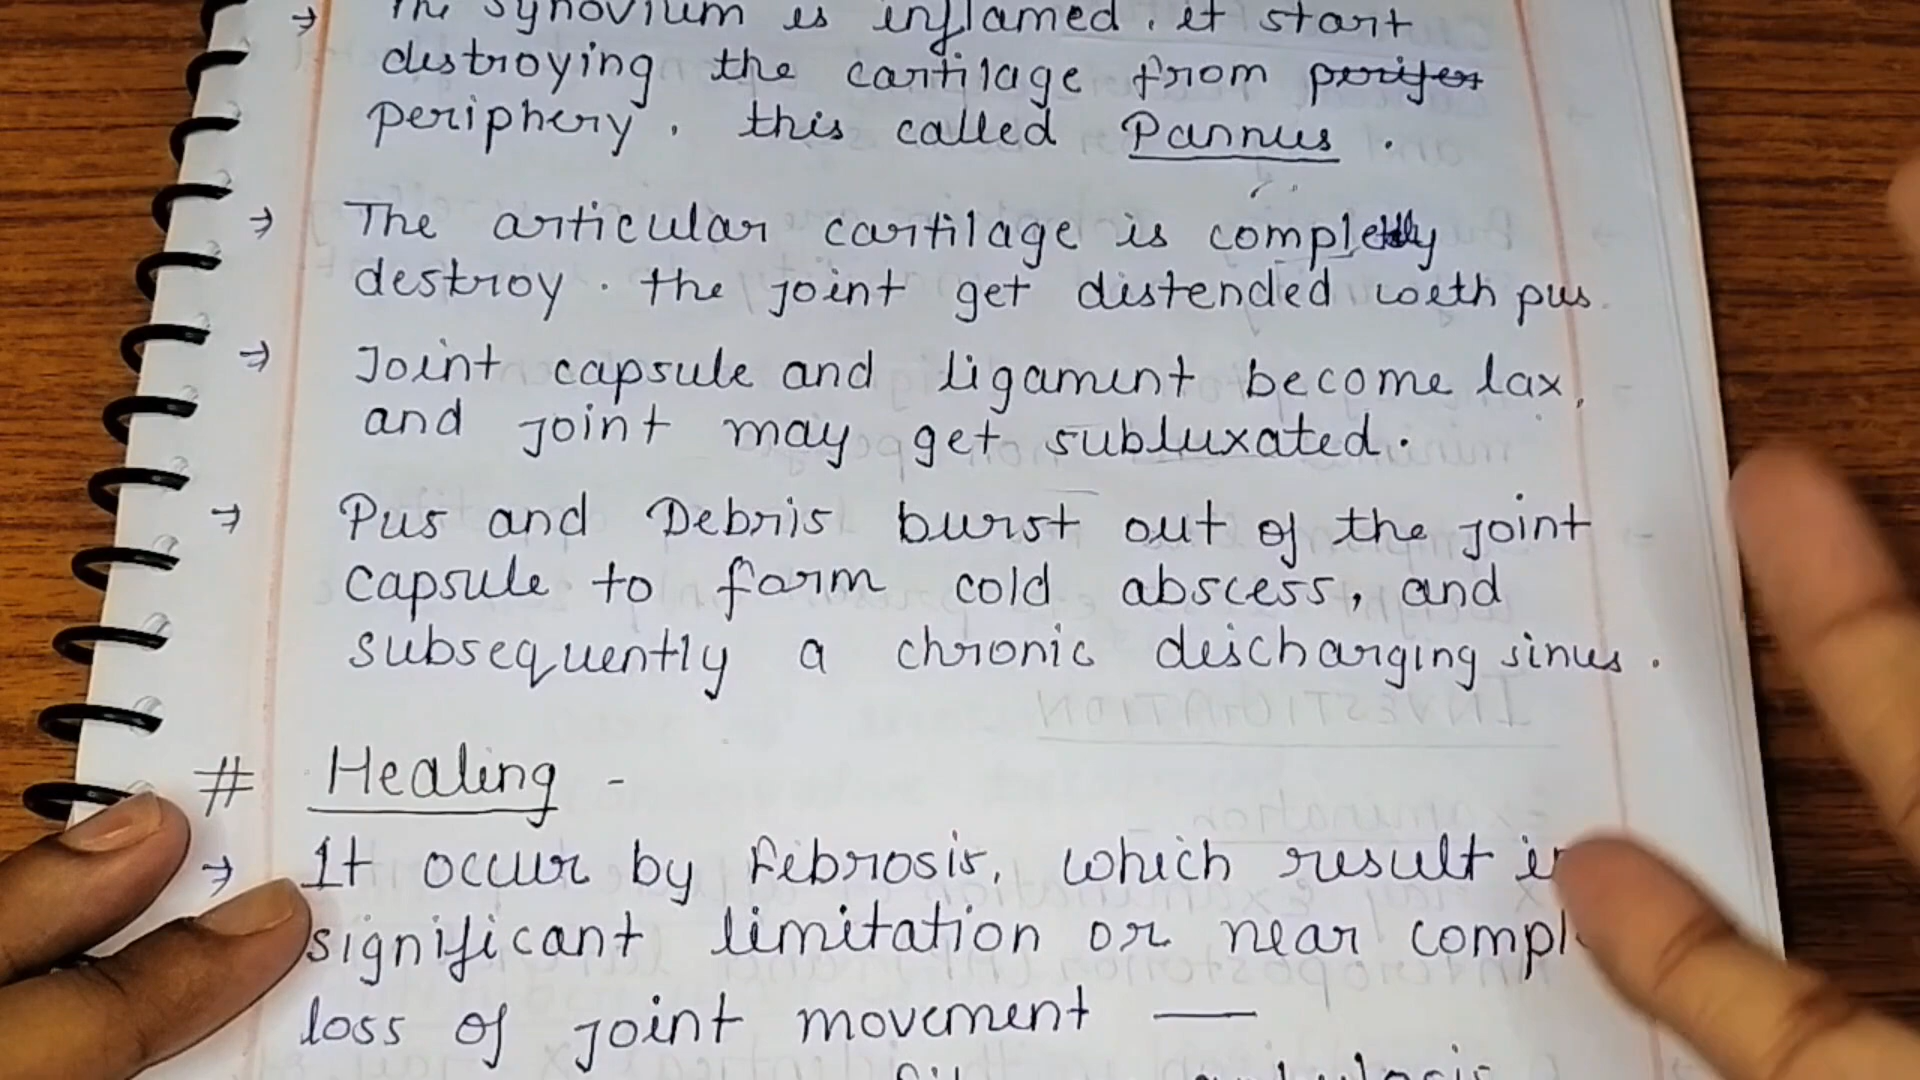 → The synovium is inflamed. it start
destroying the cartilage from
periphery. this called Pannus.
→ The articular cartilage is completly
destroy. the joint get distended with pus.
→ Joint capsule and ligament become lax,
and joint may get subluxated.
→ Pus and Debris burst out of the joint
capsule to form cold abscess, and
subsequently a chronic discharging sinus.
# Healing -
→ It occur by fibrosis, which result in
significant limitation or near compl
loss of joint movement —